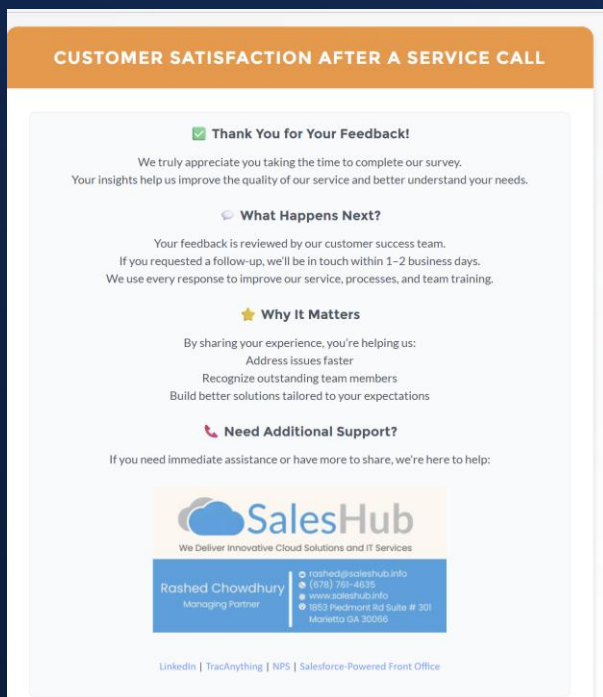 CUSTOMER SATISFACTION AFTER A SERVICE CALL
✅ Thank You for Your Feedback!
We truly appreciate you taking the time to complete our survey.
Your insights help us improve the quality of our service and better understand your needs.
💬 What Happens Next?
Your feedback is reviewed by our customer success team.
If you requested a follow-up, we'll be in touch within 1–2 business days.
We use every response to improve our service, processes, and team training.
⭐ Why It Matters
By sharing your experience, you're helping us:
Address issues faster
Recognize outstanding team members
Build better solutions tailored to your expectations
📞 Need Additional Support?
If you need immediate assistance or have more to share, we're here to help:
SalesHub
We Deliver Innovative Cloud Solutions and IT Services
Rashed Chowdhury
Managing Partner
rashed@saleshub.info
(678) 761-4635
www.saleshub.info
1853 Piedmont Rd Suite # 301
Marietta GA 30066
LinkedIn | TracAnything | NPS | Salesforce-Powered Front Office